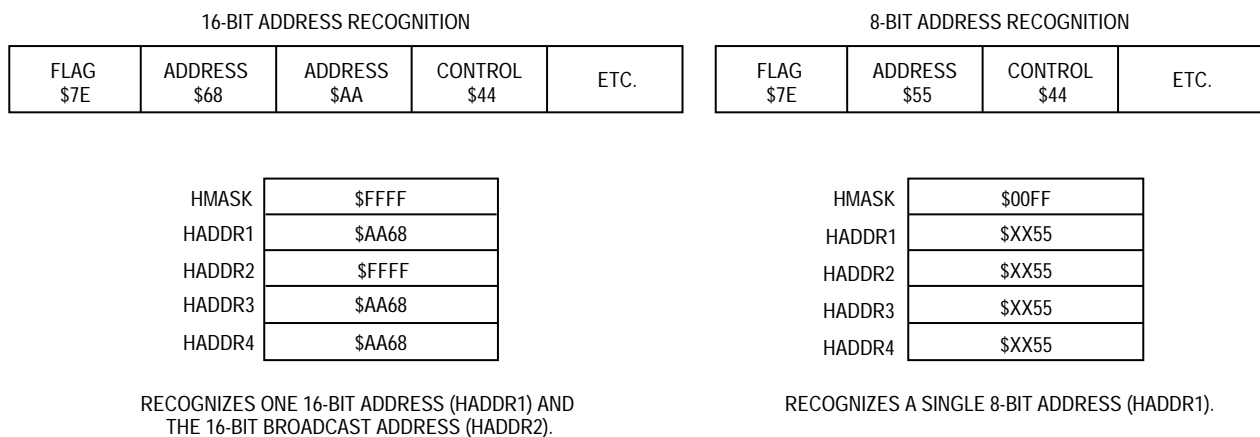 16-BIT ADDRESS RECOGNITION
FLAG $7E
ADDRESS $68
ADDRESS $AA
CONTROL $44
ETC.
HMASK $FFFF
HADDR1 $AA68
HADDR2 $FFFF
HADDR3 $AA68
HADDR4 $AA68
RECOGNIZES ONE 16-BIT ADDRESS (HADDR1) AND
THE 16-BIT BROADCAST ADDRESS (HADDR2).
8-BIT ADDRESS RECOGNITION
FLAG $7E
ADDRESS $55
CONTROL $44
ETC.
HMASK $00FF
HADDR1 $XX55
HADDR2 $XX55
HADDR3 $XX55
HADDR4 $XX55
RECOGNIZES A SINGLE 8-BIT ADDRESS (HADDR1).